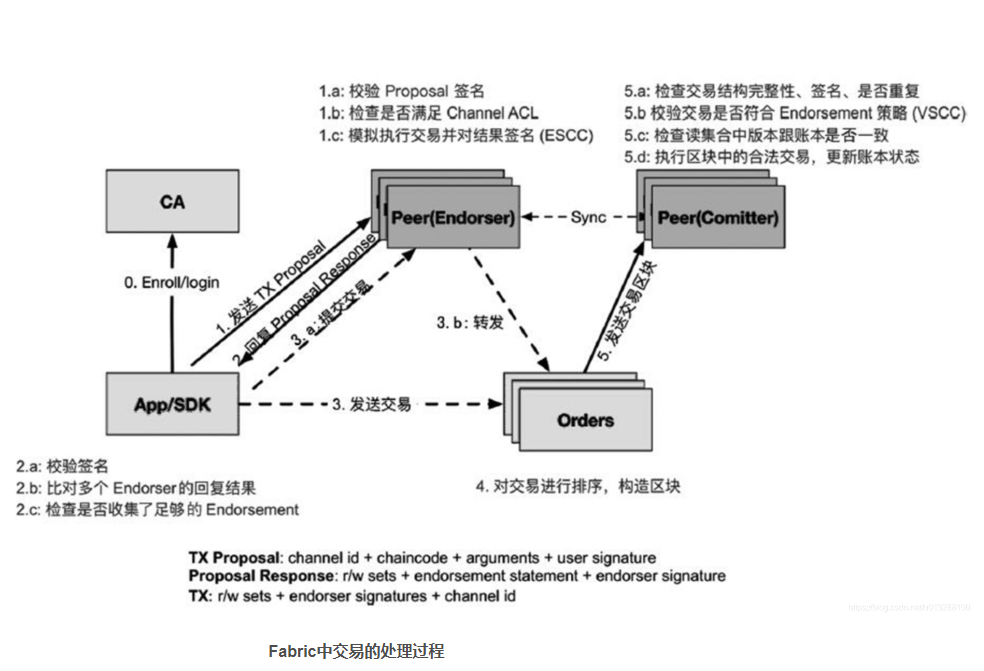 1.a: 校验 Proposal 签名
1.b: 检查是否满足 Channel ACL
1.c: 模拟执行交易并对结果签名 (ESCC)
5.a: 检查交易结构完整性、签名、是否重复
5.b 校验交易是否符合 Endorsement 策略 (VSCC)
5.c: 检查读集合中版本跟账本是否一致
5.d: 执行区块中的合法交易，更新账本状态
CA
Peer(Endorser)
Sync
Peer(Comitter)
0. Enroll/login
1. 发送 TX Proposal
2. 回复 Proposal Response
3. a: 提交交易
3. b: 转发
5. 发送交易区块
App/SDK
3. 发送交易
Orders
2.a: 校验签名
2.b: 比对多个 Endorser的回复结果
2.c: 检查是否收集了足够的 Endorsement
4. 对交易进行排序，构造区块
TX Proposal: channel id + chaincode + arguments + user signature
Proposal Response: r/w sets + endorsement statement + endorser signature
TX: r/w sets + endorser signatures + channel id
Fabric中交易的处理过程